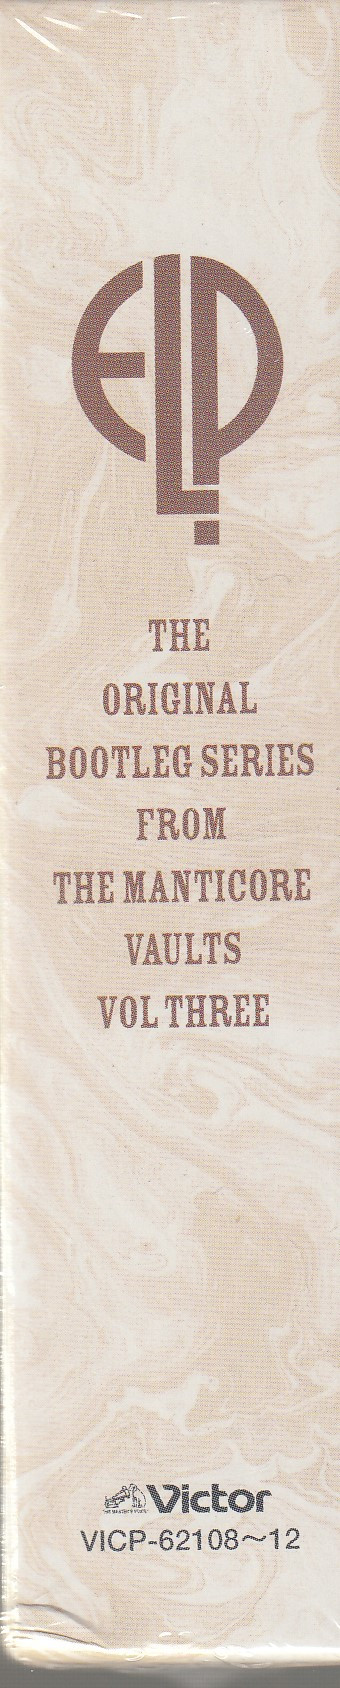 ELP
THE
ORIGINAL
BOOTLEG SERIES
FROM
THE MANTICORE
VAULTS
VOL THREE
Victor
VICP-62108～12